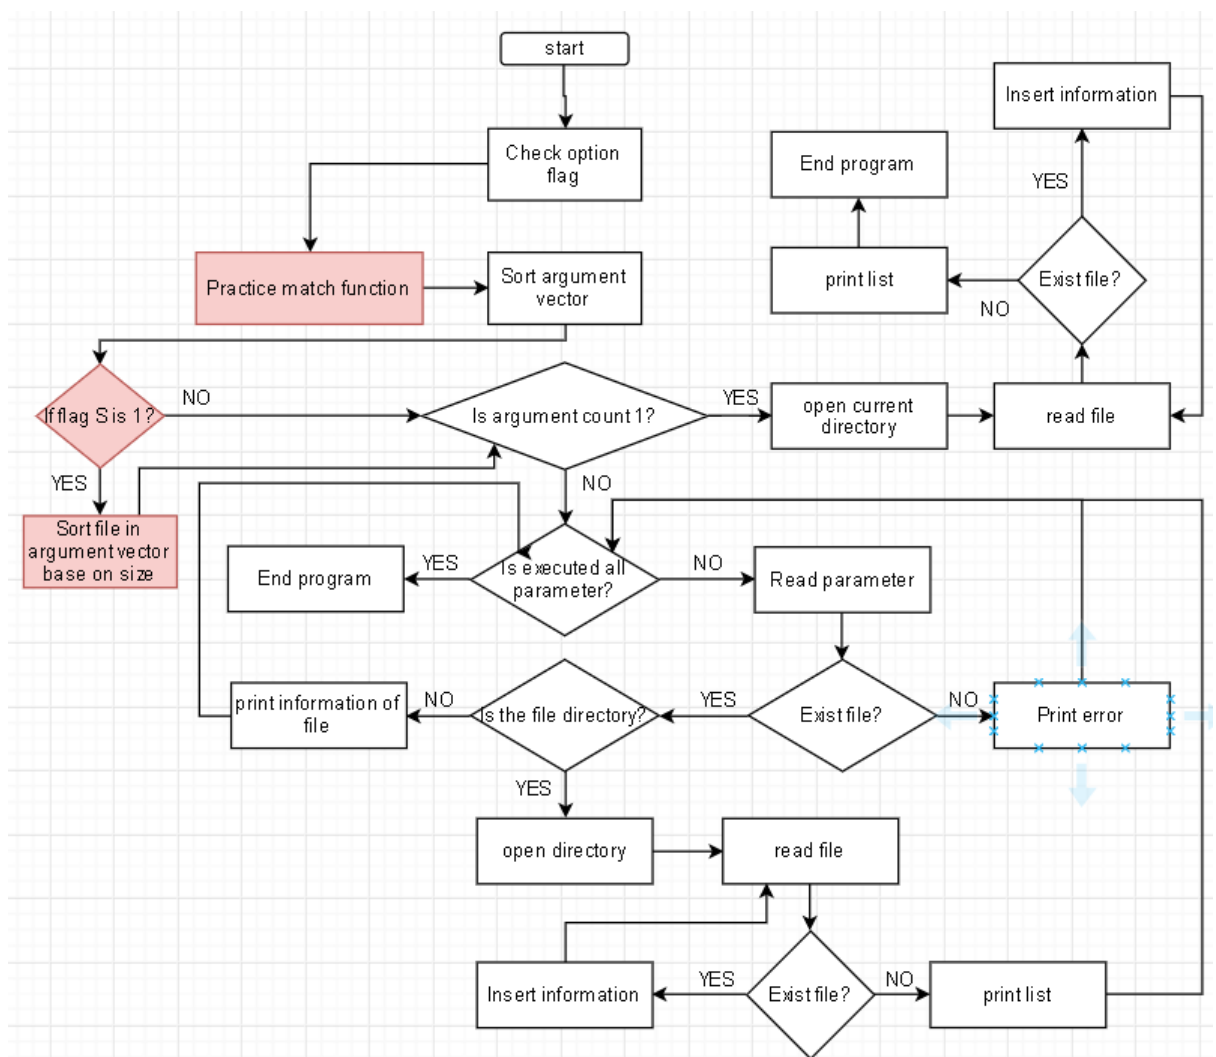 start
Insert information
Check option
flag
End program
YES
Practice match function
Sort argument
vector
print list
Exist file?
NO
If flag S is 1?
NO
Is argument count 1?
YES
open current
directory
read file
YES
NO
Sort file in
argument vector
base on size
End program
YES
Is executed all
parameter?
NO
Read parameter
print information of
file
NO
Is the file directory?
YES
Exist file?
NO
Print error
YES
open directory
read file
Insert information
YES
Exist file?
NO
print list